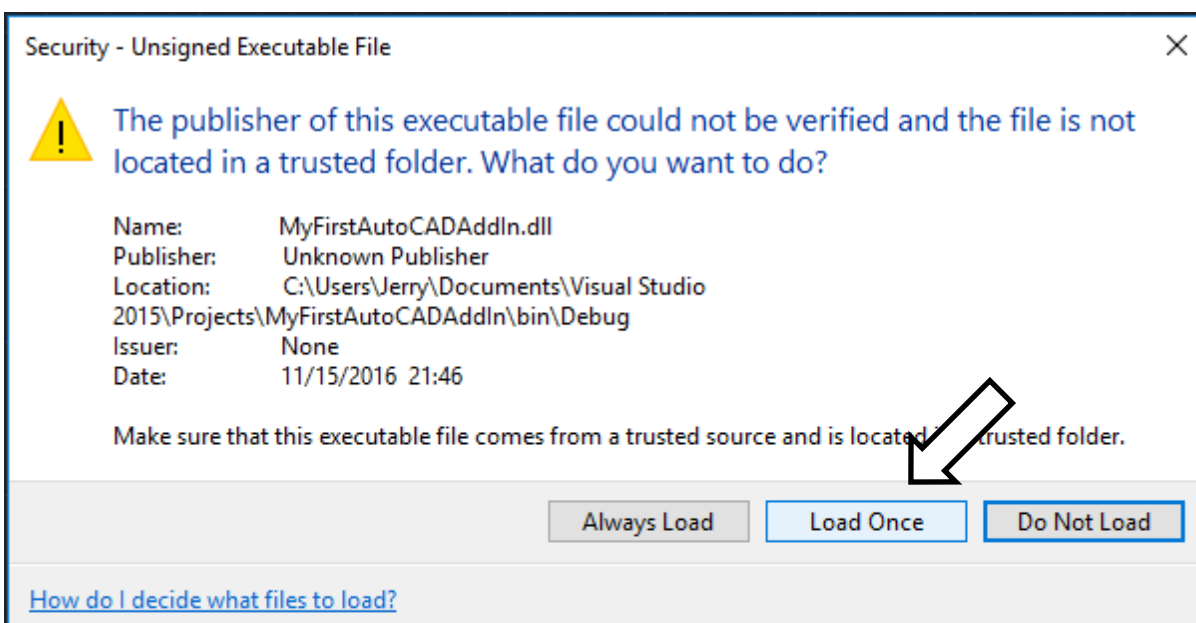 Security - Unsigned Executable File
The publisher of this executable file could not be verified and the file is not
located in a trusted folder. What do you want to do?
Name: MyFirstAutoCADAddIn.dll
Publisher: Unknown Publisher
Location: C:\Users\Jerry\Documents\Visual Studio
2015\Projects\MyFirstAutoCADAddIn\bin\Debug
Issuer: None
Date: 11/15/2016 21:46
Make sure that this executable file comes from a trusted source and is located trusted folder.
Always Load Load Once Do Not Load
How do I decide what files to load?